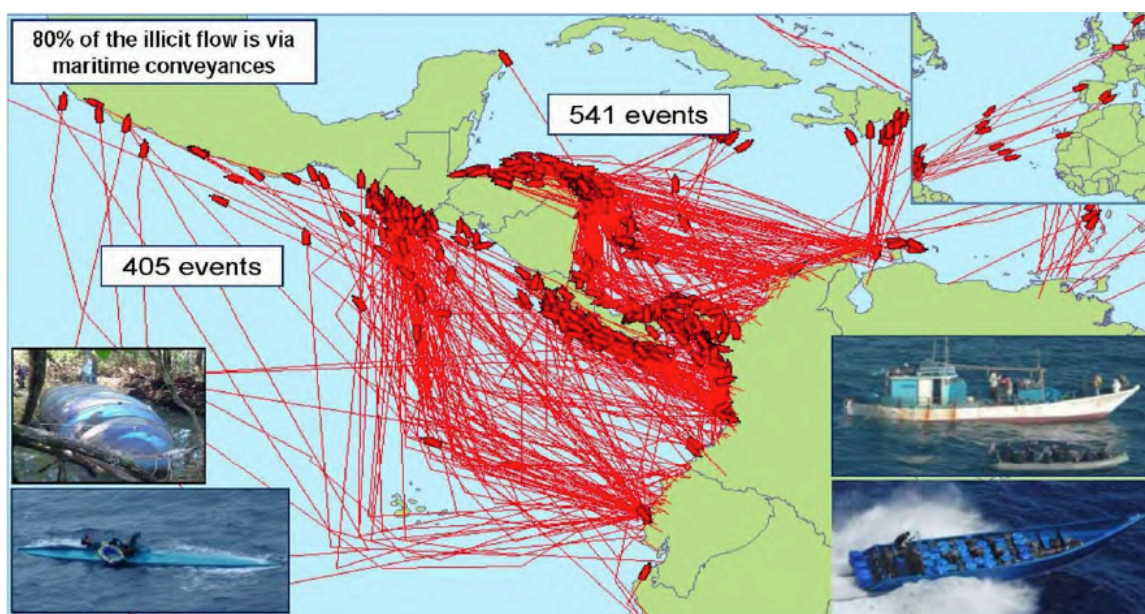 80% of the illicit flow is via
maritime conveyances
541 events
405 events